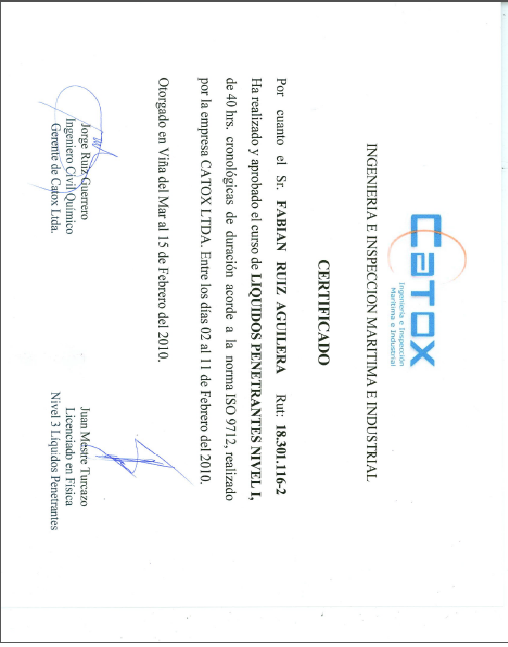 CATOX
Ingeniería e Inspección
Marítima e Industrial
INGENIERIA E INSPECCION MARITIMA E INDUSTRIAL
CERTIFICADO
Por cuanto el Sr. FABIAN RUIZ AGUILERA Rut: 18.301.116-2
Ha realizado y aprobado el curso de LIQUIDOS PENETRANTES NIVEL I,
de 40 hrs. cronológicas de duración acorde a la norma ISO 9712, realizado
por la empresa CATOX LTDA. Entre los días 02 al 11 de Febrero del 2010.
Otorgado en Viña del Mar al 15 de Febrero del 2010.
Jorge Ruiz Guerrero
Ingeniero Civil Químico
Gerente de Catox Ltda.
Juan Mestre Turcazo
Licenciado en Física
Nivel 3 Líquidos Penetrantes